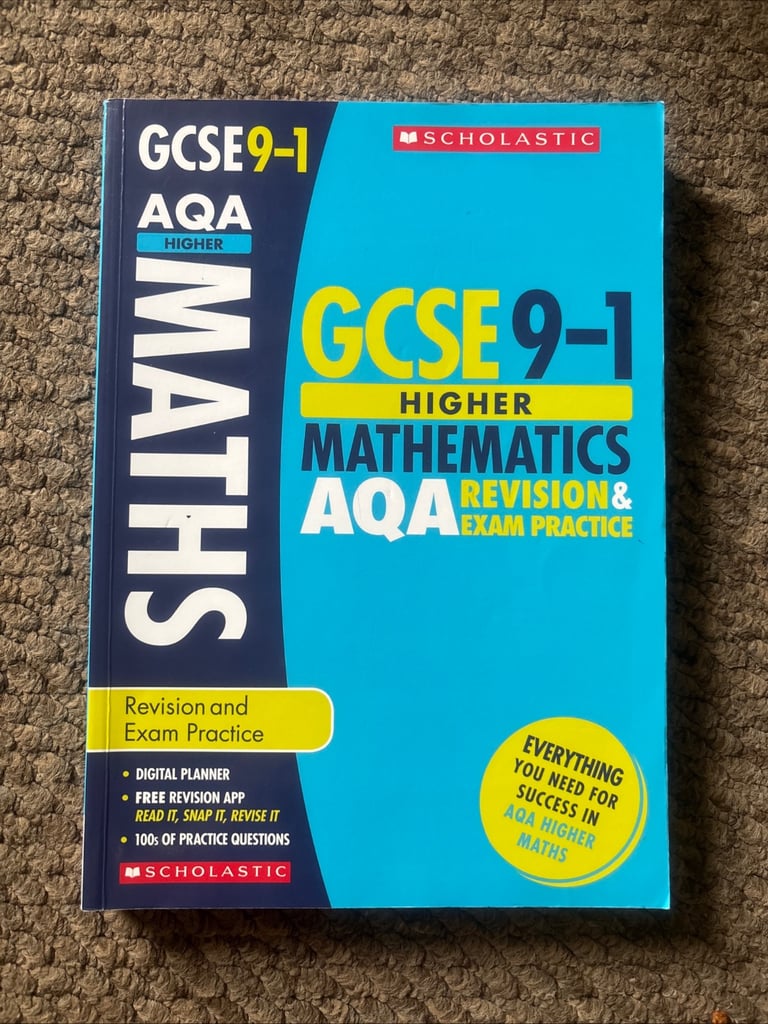 GCSE 9–1
AQA
HIGHER
MATHS
Revision and
Exam Practice
• DIGITAL PLANNER
• FREE REVISION APP
READ IT, SNAP IT, REVISE IT
• 100s OF PRACTICE QUESTIONS
SCHOLASTIC
SCHOLASTIC
GCSE 9–1
HIGHER
MATHEMATICS
AQA REVISION &
EXAM PRACTICE
EVERYTHING
YOU NEED FOR
SUCCESS IN
AQA HIGHER
MATHS